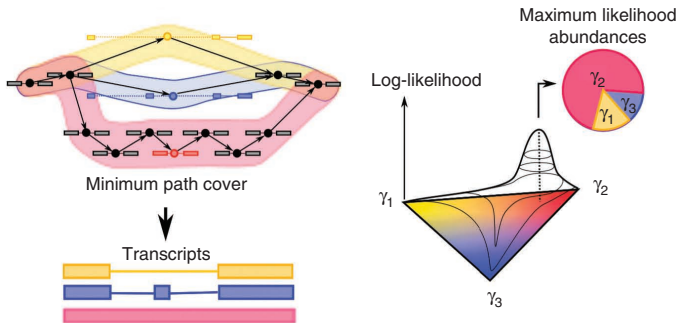 Maximum likelihood
abundances
Log-likelihood
γ2
γ1
γ3
Minimum path cover
γ1
γ2
γ3
Transcripts